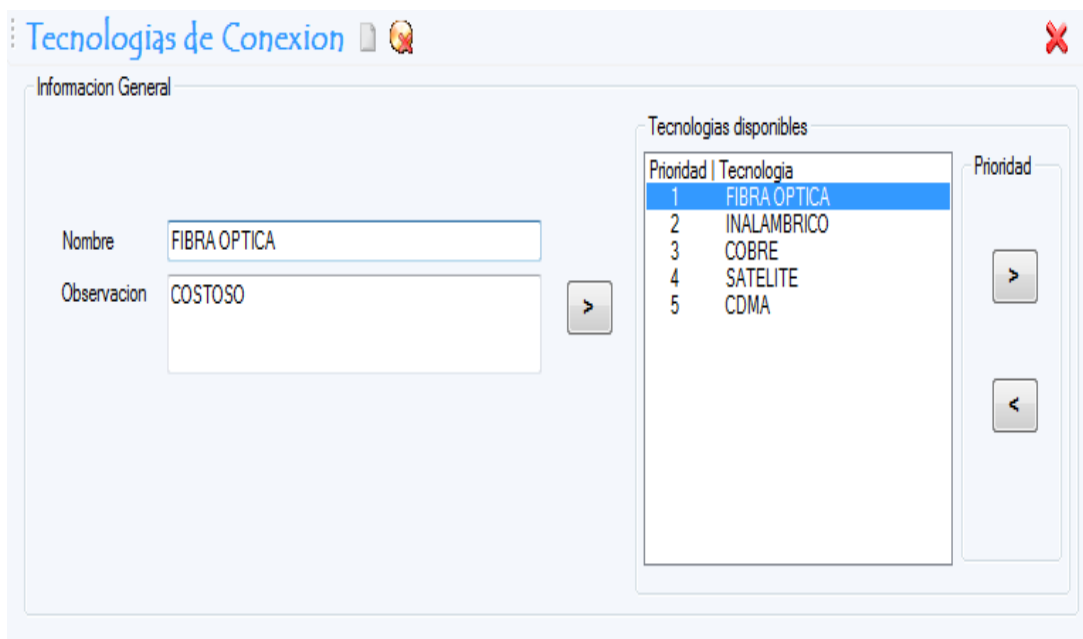 Tecnologias de Conexion
Informacion General
Nombre
FIBRA OPTICA
Observacion
COSTOSO
>
Tecnologias disponibles
Prioridad | Tecnologia
1 FIBRA OPTICA
2 INALAMBRICO
3 COBRE
4 SATELITE
5 CDMA
Prioridad
>
<